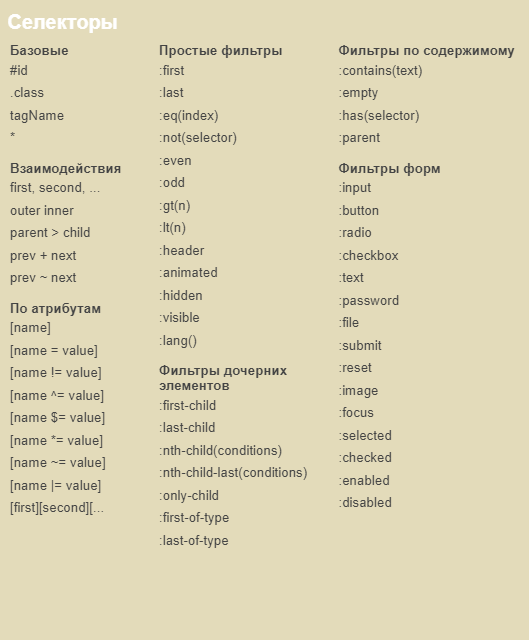 Селекторы
Базовые
#id
.class
tagName
*
Взаимодействия
first, second, ...
outer inner
parent > child
prev + next
prev ~ next
По атрибутам
[name]
[name = value]
[name != value]
[name ^= value]
[name $= value]
[name *= value]
[name ~= value]
[name |= value]
[first][second][...
Простые фильтры
:first
:last
:eq(index)
:not(selector)
:even
:odd
:gt(n)
:lt(n)
:header
:animated
:hidden
:visible
:lang()
Фильтры дочерних
элементов
:first-child
:last-child
:nth-child(conditions)
:nth-child-last(conditions)
:only-child
:first-of-type
:last-of-type
Фильтры по содержимому
:contains(text)
:empty
:has(selector)
:parent
Фильтры форм
:input
:button
:radio
:checkbox
:text
:password
:file
:submit
:reset
:image
:focus
:selected
:checked
:enabled
:disabled